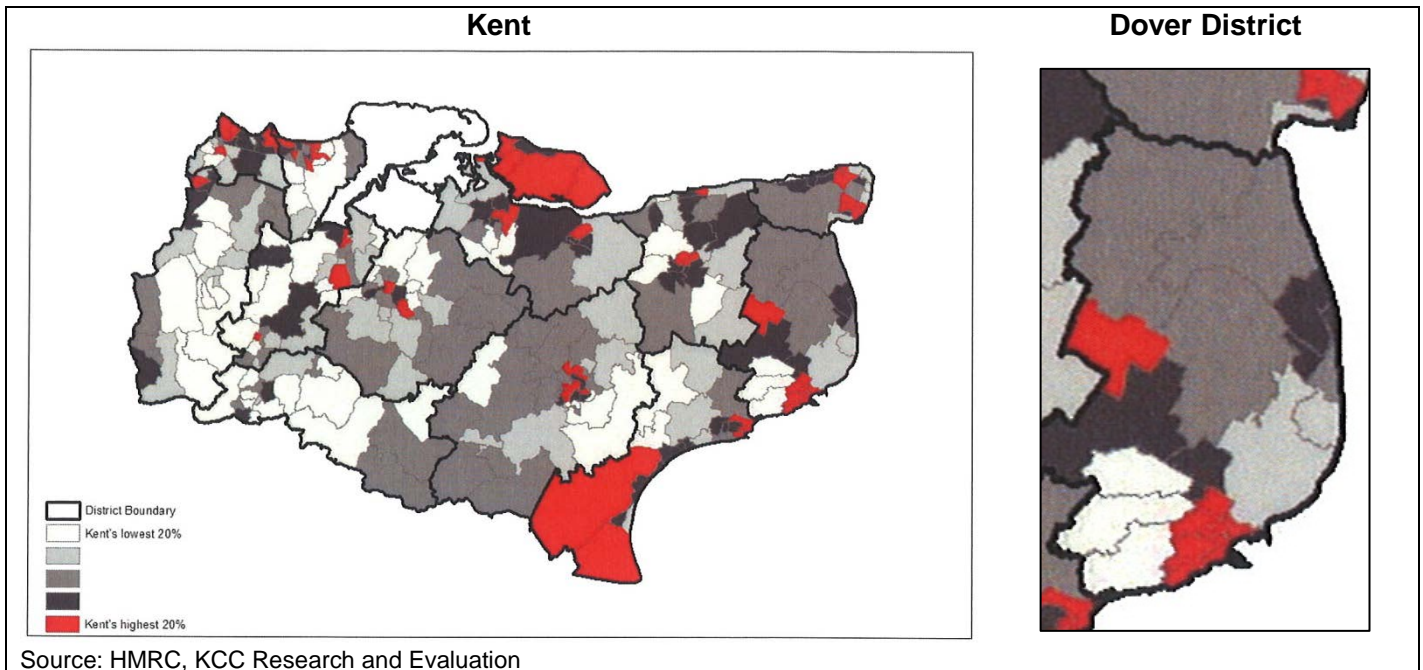 Kent
Dover District
District Boundary
Kent's lowest 20%
Kent's highest 20%
Source: HMRC, KCC Research and Evaluation